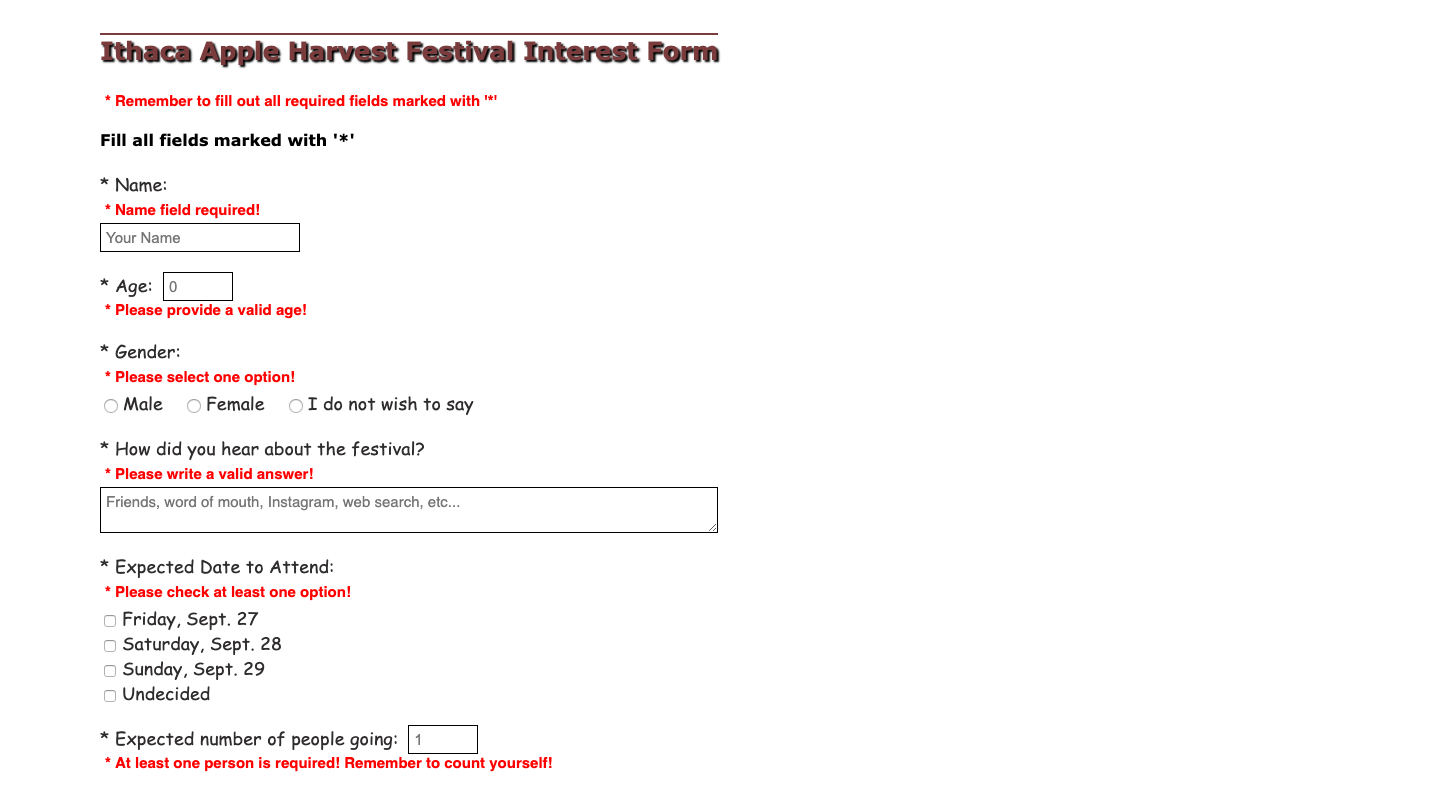 Ithaca Apple Harvest Festival Interest Form
* Remember to fill out all required fields marked with '*'
Fill all fields marked with '*'
* Name:
* Name field required!
Your Name
* Age: 0
* Please provide a valid age!
* Gender:
* Please select one option!
Male Female I do not wish to say
* How did you hear about the festival?
* Please write a valid answer!
Friends, word of mouth, Instagram, web search, etc...
* Expected Date to Attend:
* Please check at least one option!
Friday, Sept. 27
Saturday, Sept. 28
Sunday, Sept. 29
Undecided
* Expected number of people going: 1
* At least one person is required! Remember to count yourself!